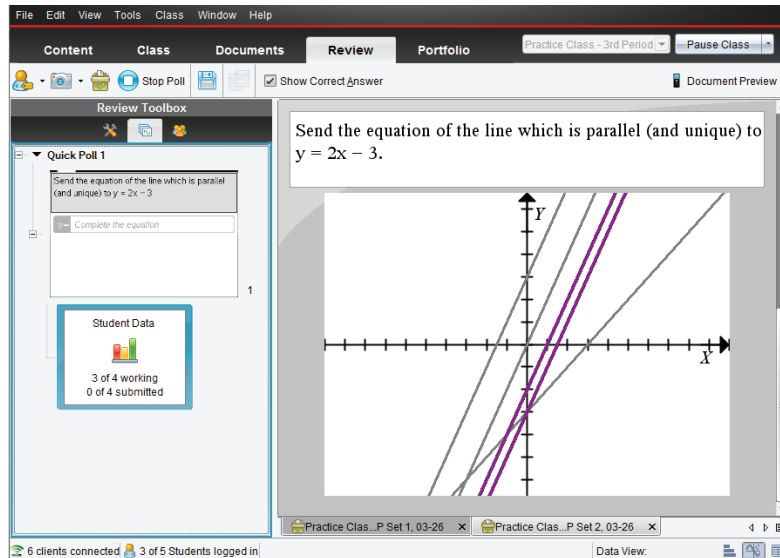 File Edit View Tools Class Window Help
Content Class Documents Review Portfolio Practice Class - 3rd Period Pause Class
Stop Poll Show Correct Answer Document Preview
Review Toolbox
Quick Poll 1
Send the equation of the line which is parallel
(and unique) to y = 2x − 3
y= Complete the equation
1
Student Data
3 of 4 working
0 of 4 submitted
Send the equation of the line which is parallel (and unique) to
y = 2x − 3.
Y
X
Practice Clas...P Set 1, 03-26 × Practice Clas...P Set 2, 03-26 ×
6 clients connected 3 of 5 Students logged in Data View: